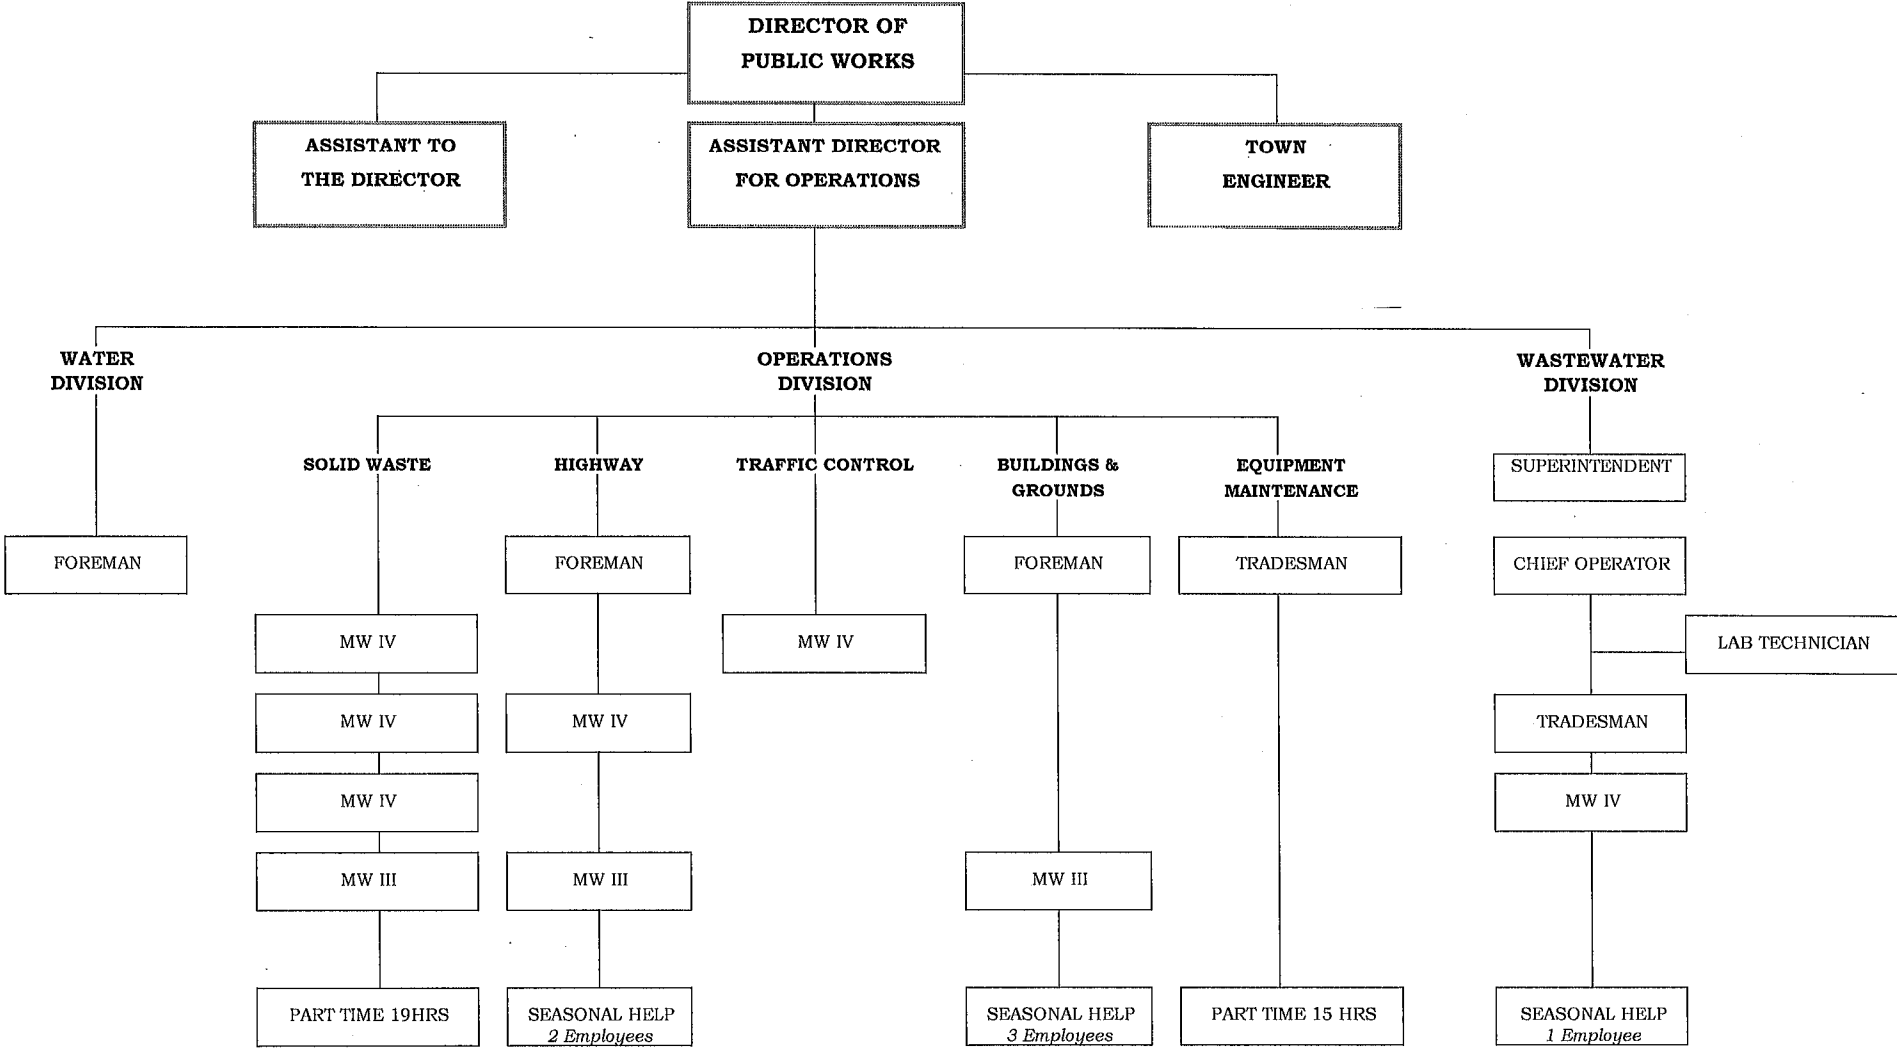 DIRECTOR OF
PUBLIC WORKS
ASSISTANT TO
THE DIRECTOR
ASSISTANT DIRECTOR
FOR OPERATIONS
TOWN
ENGINEER
WATER
DIVISION
OPERATIONS
DIVISION
WASTEWATER
DIVISION
SOLID WASTE
HIGHWAY
TRAFFIC CONTROL
BUILDINGS &
GROUNDS
EQUIPMENT
MAINTENANCE
SUPERINTENDENT
FOREMAN
FOREMAN
FOREMAN
TRADESMAN
CHIEF OPERATOR
MW IV
MW IV
LAB TECHNICIAN
MW IV
MW IV
TRADESMAN
MW IV
MW IV
MW III
MW III
MW III
PART TIME 19HRS
SEASONAL HELP
2 Employees
SEASONAL HELP
3 Employees
PART TIME 15 HRS
SEASONAL HELP
1 Employee